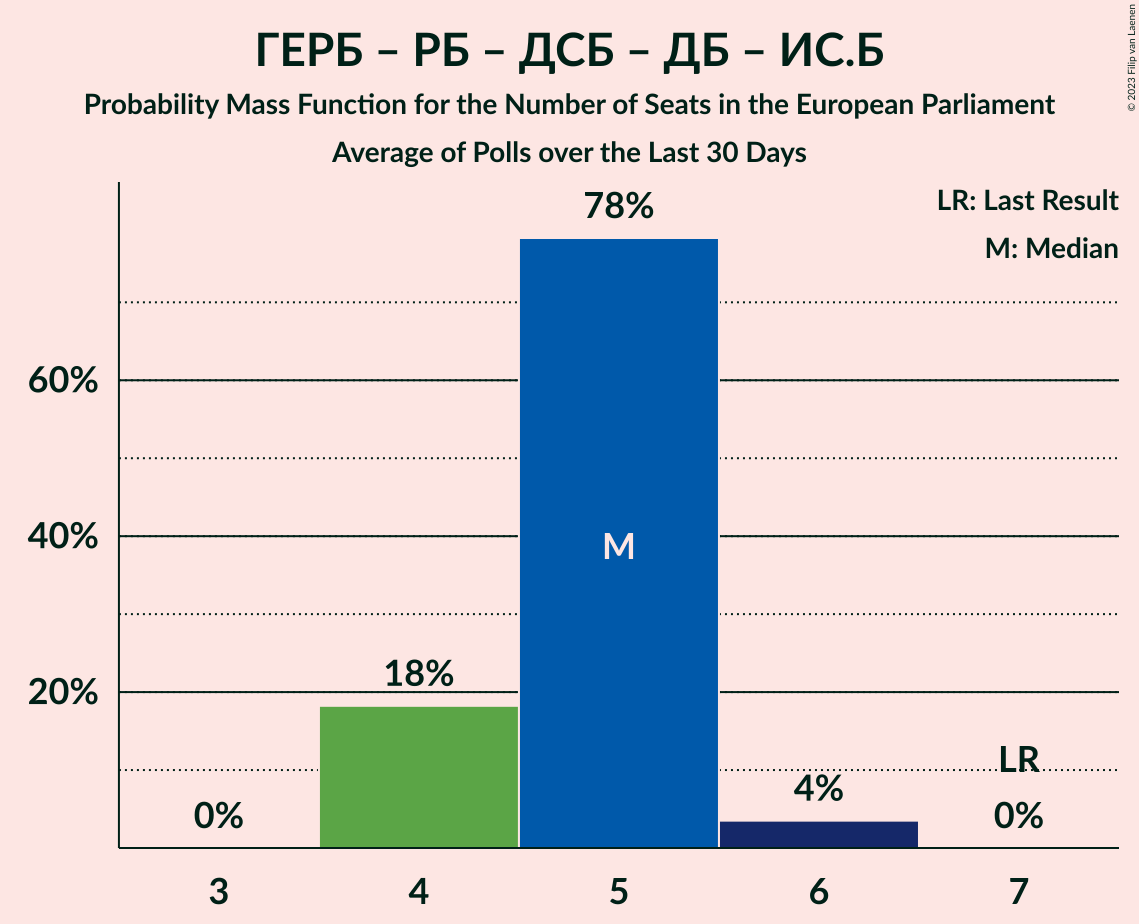 ГЕРБ – РБ – ДСБ – ДБ – ИС.Б
Probability Mass Function for the Number of Seats in the European Parliament
Average of Polls over the Last 30 Days
© 2023 Filip van Laenen
LR: Last Result
M: Median
78%
60%
40%
M
20%
18%
LR
4%
0%
0%
3 4 5 6 7